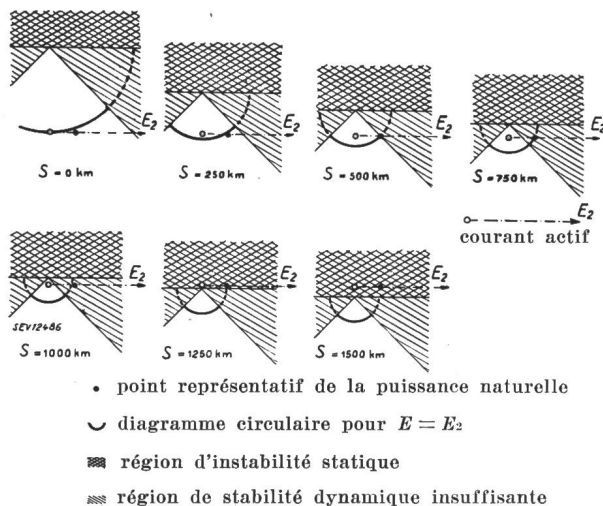 E₂
E₂
E₂
E₂
S = 0 km
S = 250 km
S = 500 km
S = 750 km
E₂
courant actif
E₂
E₂
E₂
SEV12486
S = 1000 km
S = 1250 km
S = 1500 km
• point représentatif de la puissance naturelle
diagramme circulaire pour E = E₂
région d'instabilité statique
région de stabilité dynamique insuffisante